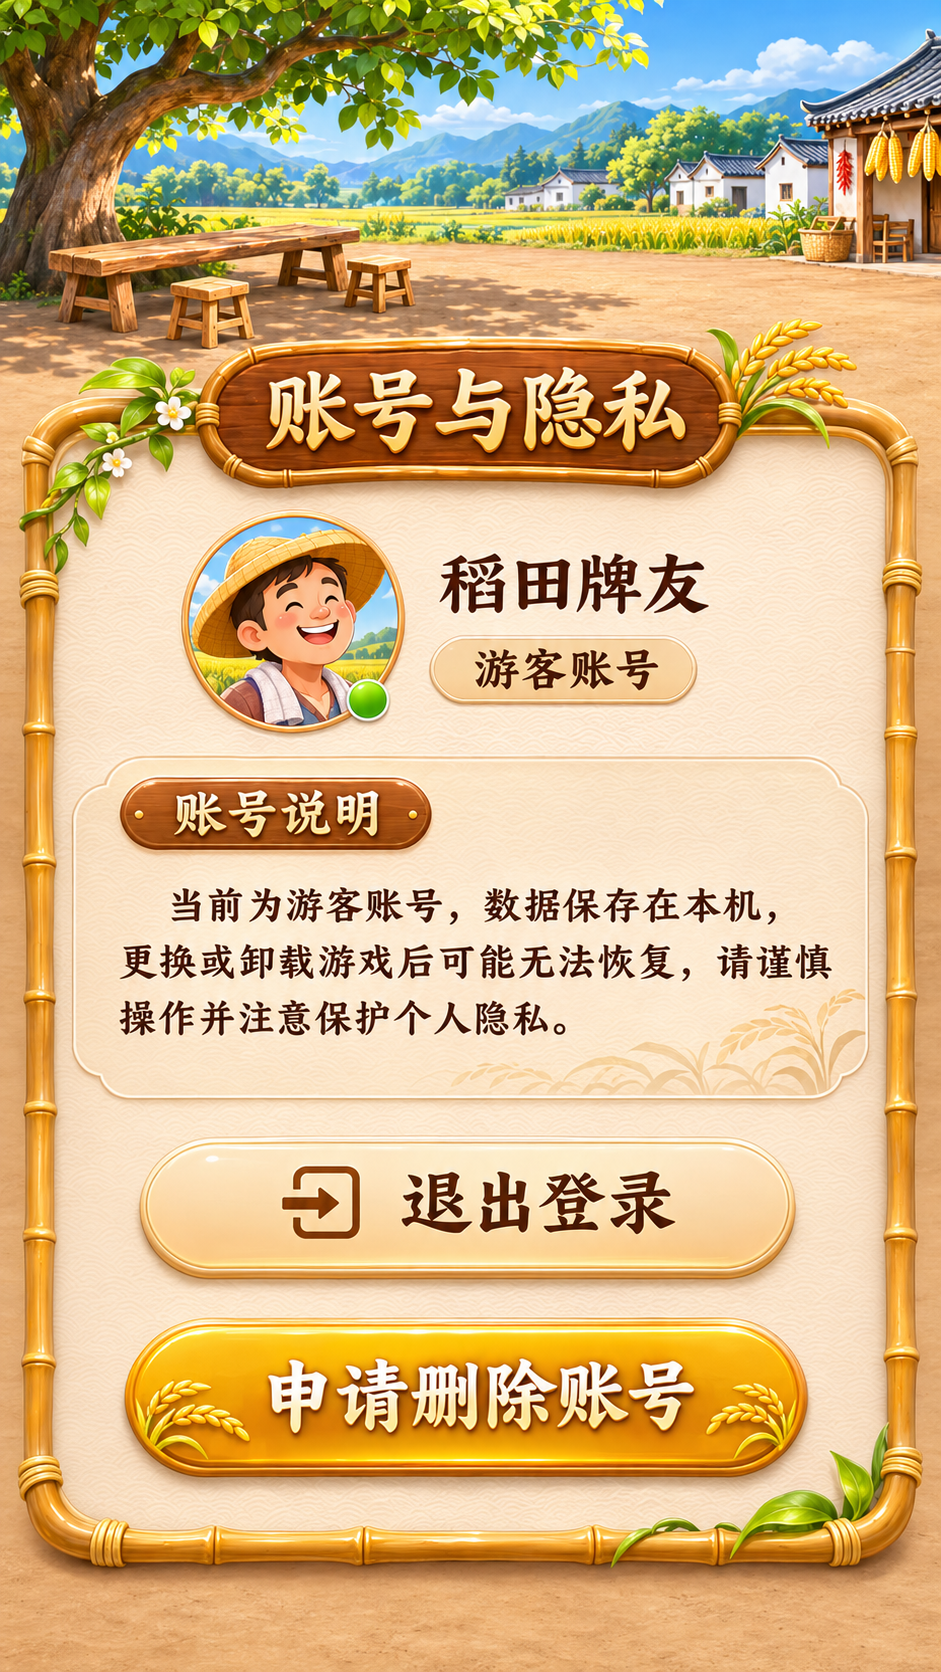 账号与隐私
稻田牌友
游客账号
账号说明
当前为游客账号，数据保存在本机，
更换或卸载游戏后可能无法恢复，请谨慎
操作并注意保护个人隐私。
退出登录
申请删除账号